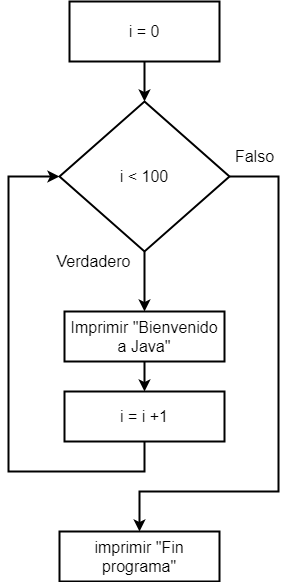 i = 0
i < 100
Falso
Verdadero
Imprimir "Bienvenido
a Java"
i = i +1
imprimir "Fin
programa"